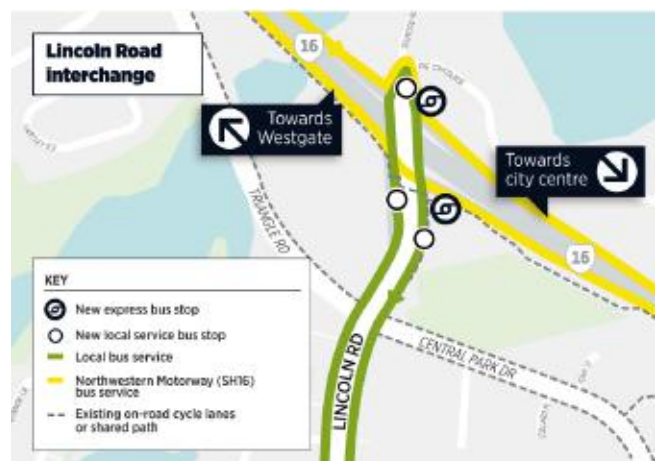 Lincoln Road
interchange
16
Towards
Westgate
Towards
city centre
16
TRIANGLE RD
CENTRAL PARK DR
LINCOLN RD
KEY
New express bus stop
New local service bus stop
Local bus service
Northwestern Motorway (SH16)
bus service
Existing on-road cycle lanes
or shared path